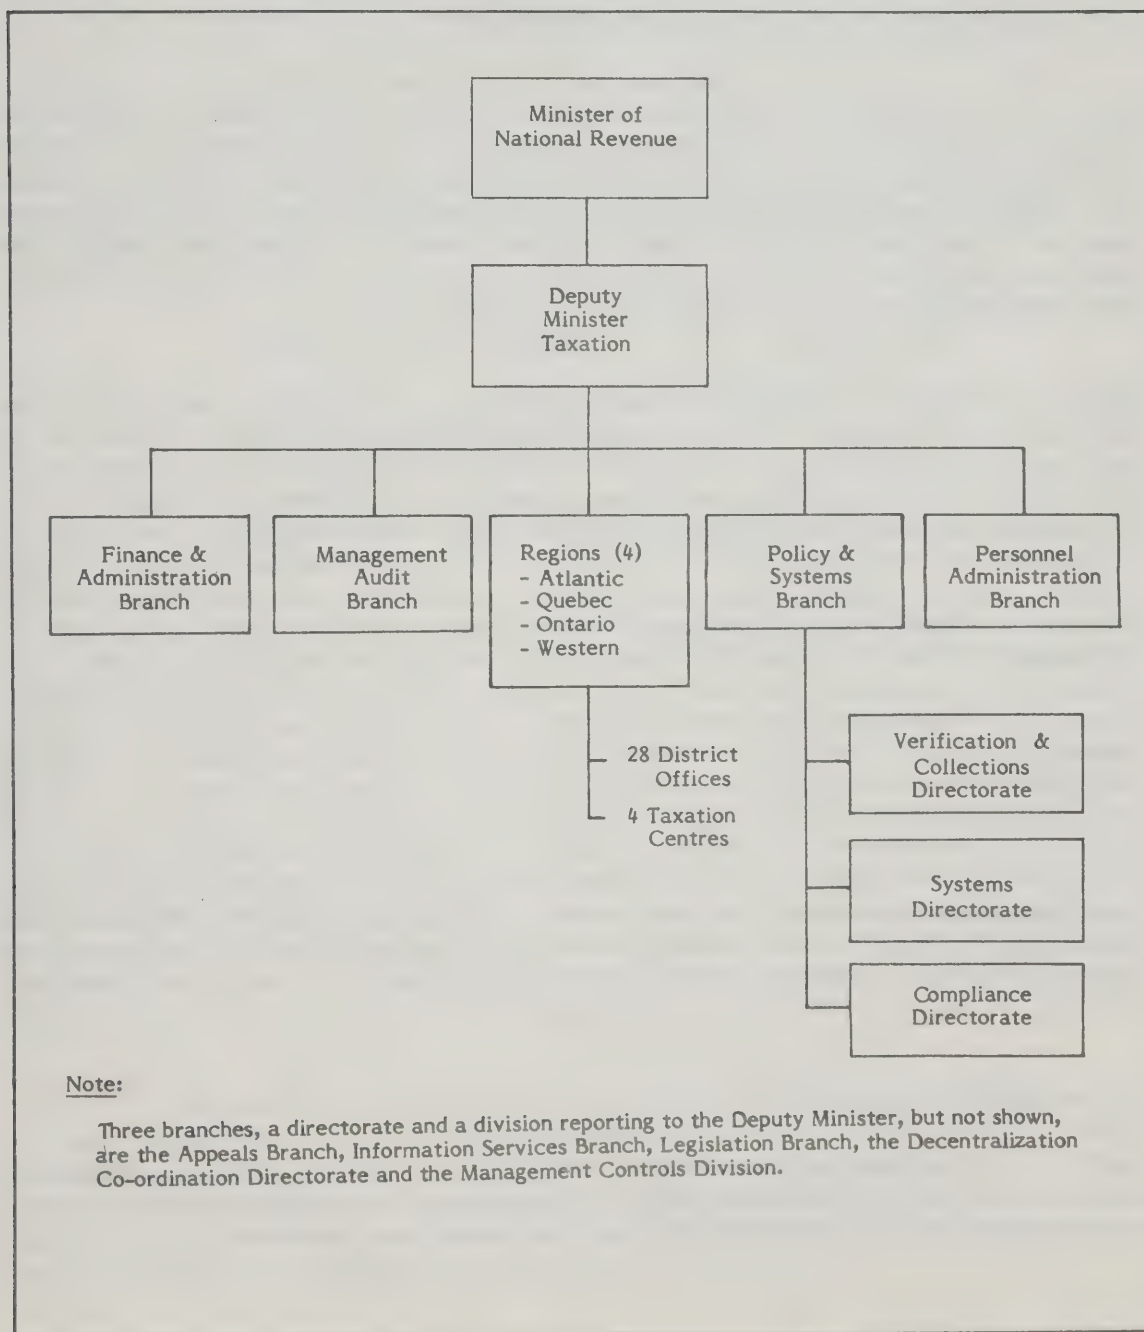 Minister of
National Revenue
Deputy
Minister
Taxation
Finance &
Administration
Branch
Management
Audit
Branch
Regions (4)
- Atlantic
- Quebec
- Ontario
- Western
Policy &
Systems
Branch
Personnel
Administration
Branch
28 District
Offices
4 Taxation
Centres
Verification &
Collections
Directorate
Systems
Directorate
Compliance
Directorate
Note:
Three branches, a directorate and a division reporting to the Deputy Minister, but not shown,
are the Appeals Branch, Information Services Branch, Legislation Branch, the Decentralization
Co-ordination Directorate and the Management Controls Division.